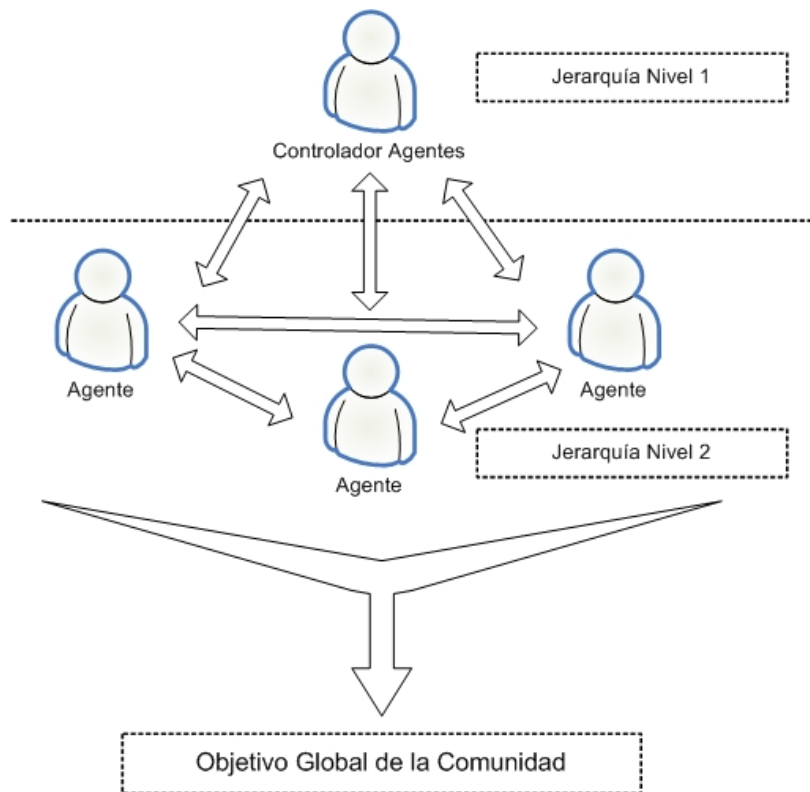 Jerarquía Nivel 1
Controlador Agentes
Agente
Agente
Agente
Jerarquía Nivel 2
Objetivo Global de la Comunidad